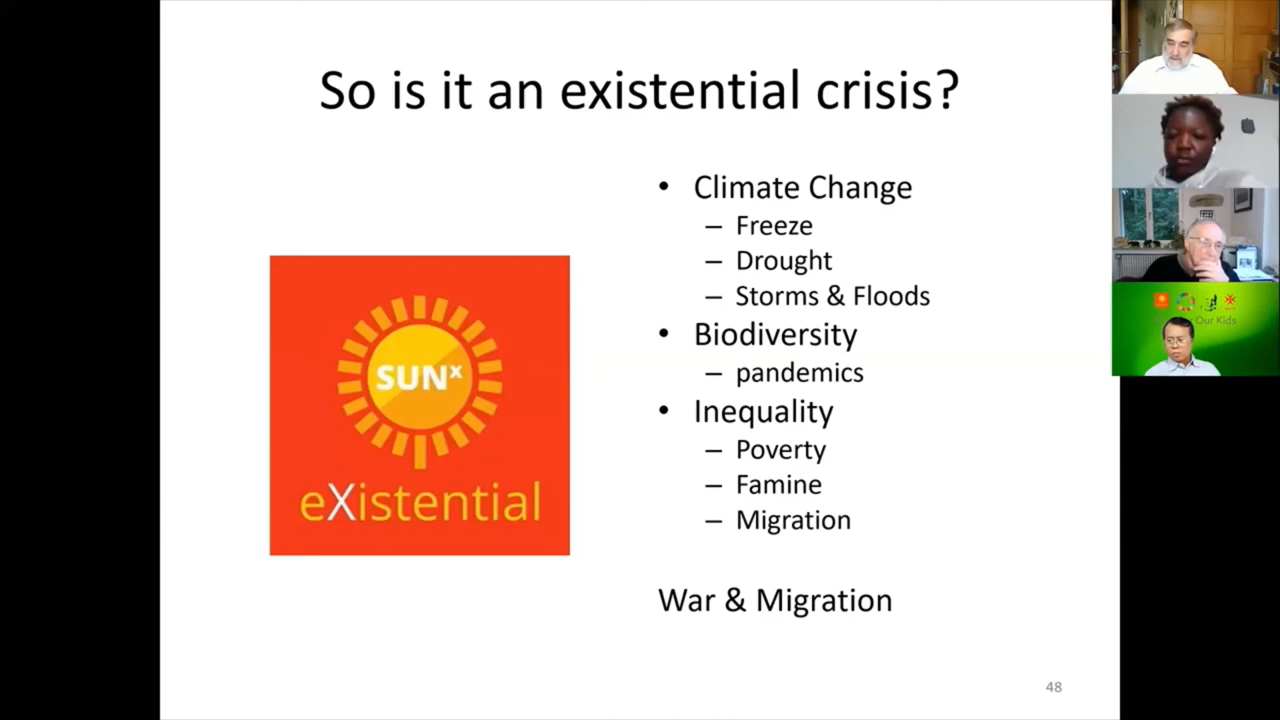 So is it an existential crisis?
• Climate Change
– Freeze
– Drought
– Storms & Floods
• Biodiversity
– pandemics
• Inequality
– Poverty
– Famine
– Migration
War & Migration
SUNx
eXistential
48
Our Kids